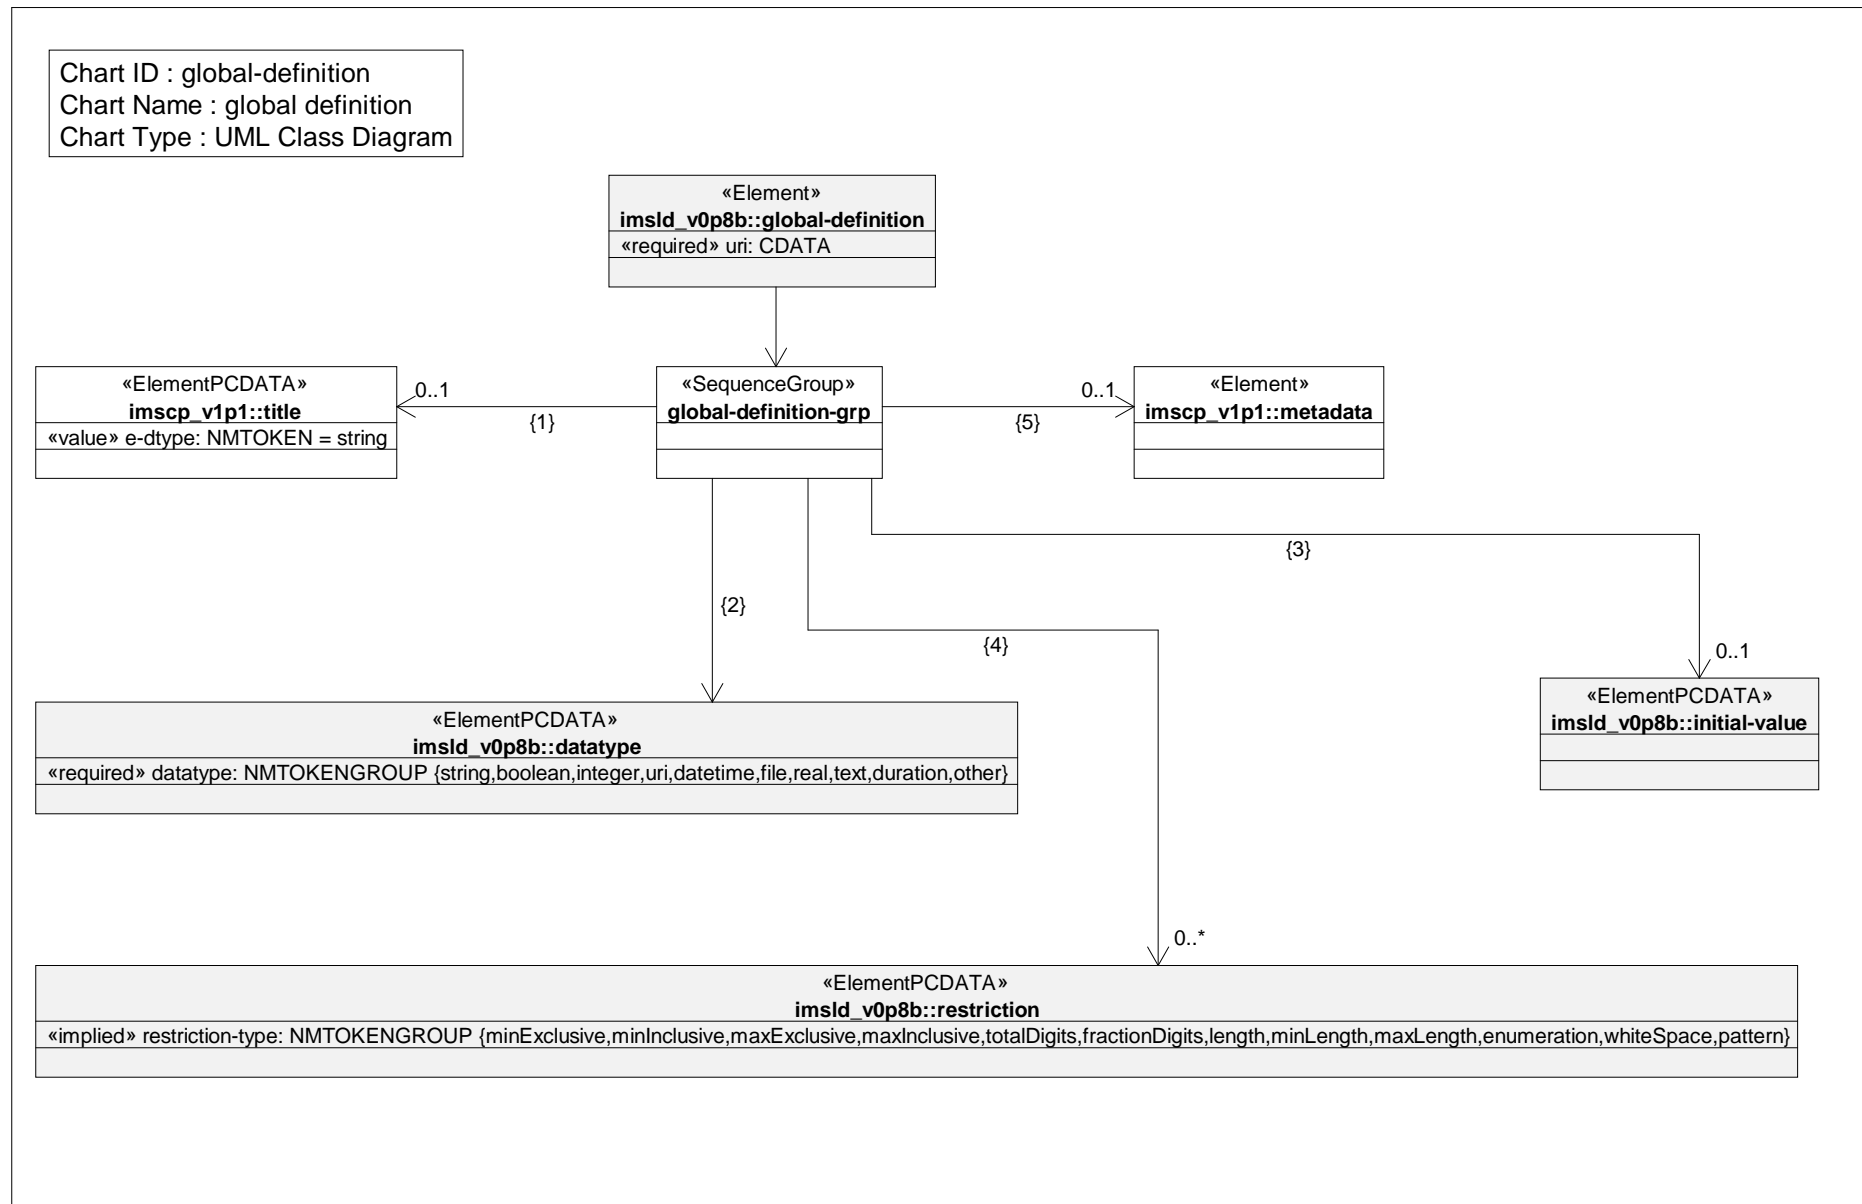 Chart ID : global-definition
Chart Name : global definition
Chart Type : UML Class Diagram
«Element»
imsld_v0p8b::global-definition
«required» uri: CDATA
«ElementPCDATA»
imscp_v1p1::title
«value» e-dtype: NMTOKEN = string
0..1
{1}
«SequenceGroup»
global-definition-grp
0..1
{5}
«Element»
imscp_v1p1::metadata
{3}
{2}
{4}
0..1
«ElementPCDATA»
imsld_v0p8b::initial-value
«ElementPCDATA»
imsld_v0p8b::datatype
«required» datatype: NMTOKENGROUP {string,boolean,integer,uri,datetime,file,real,text,duration,other}
0..*
«ElementPCDATA»
imsld_v0p8b::restriction
«implied» restriction-type: NMTOKENGROUP {minExclusive,minInclusive,maxExclusive,maxInclusive,totalDigits,fractionDigits,length,minLength,maxLength,enumeration,whiteSpace,pattern}